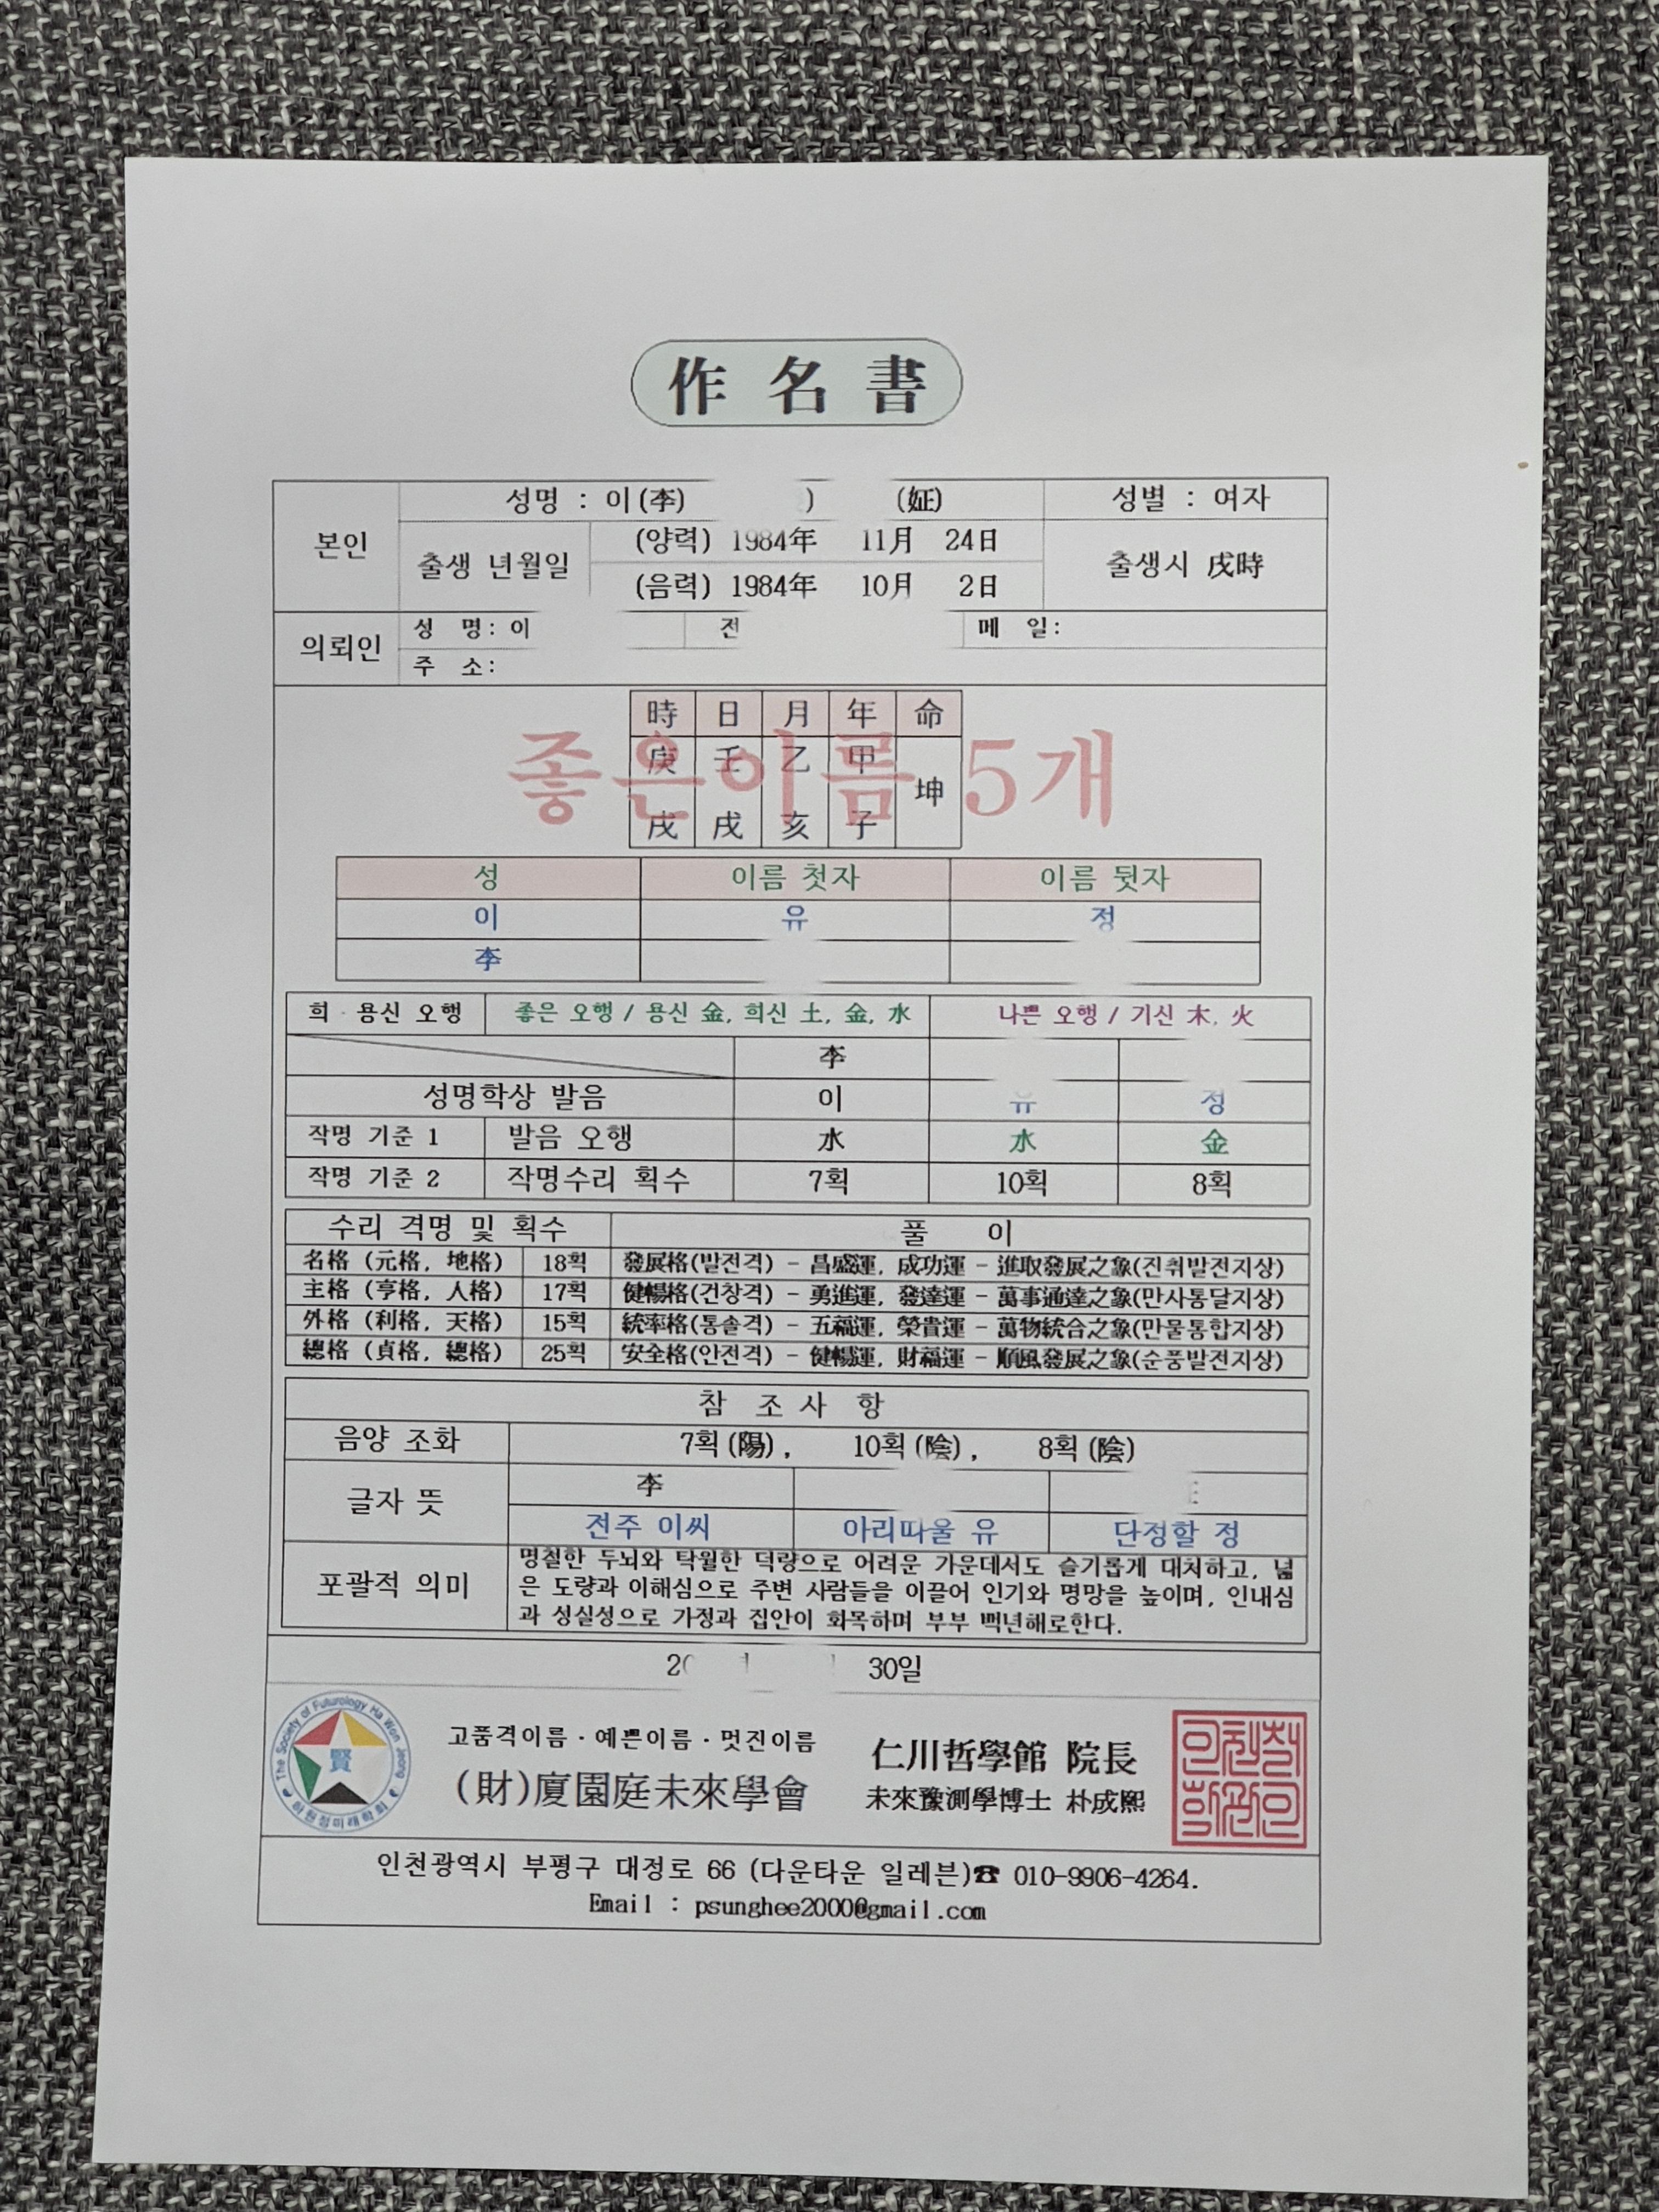 作名書
본인
성명 : 이(李) ) (姃)
성별 : 여자
출생 년월일
(양력) 1984年 11月 24日
(음력) 1984年 10月 2日
출생시 戌時
의뢰인
성 명: 이
전
메 일:
주 소:
時 日 月 年 命
庚 壬 乙 甲 坤
戌 戌 亥 子
좋은이름 5개
성 이름 첫자 이름 뒷자
이 유 정
李
희·용신 오행 좋은 오행 / 용신 金, 희신 土, 金, 水 나쁜 오행 / 기신 木, 火
李
성명학상 발음 이 유 정
작명 기준 1 발음 오행 水 水 金
작명 기준 2 작명수리 획수 7획 10획 8획
수리 격명 및 획수 풀 이
名格 (元格, 地格) 18획 發展格(발전격) - 昌盛運, 成功運 - 進取發展之象(진취발전지상)
主格 (亨格, 人格) 17획 健暢格(건창격) - 勇進運, 發達運 - 萬事通達之象(만사통달지상)
外格 (利格, 天格) 15획 統率格(통솔격) - 五福運, 榮貴運 - 萬物統合之象(만물통합지상)
總格 (貞格, 總格) 25획 安全格(안전격) - 健暢運, 財福運 - 順風發展之象(순풍발전지상)
참 조 사 항
음양 조화 7획(陽), 10획(陰), 8획(陰)
글자 뜻
李
전주 이씨 아리따울 유 단정할 정
포괄적 의미
명철한 두뇌와 탁월한 덕량으로 어려운 가운데서도 슬기롭게 대처하고, 넓
은 도량과 이해심으로 주변 사람들을 이끌어 인기와 명망을 높이며, 인내심
과 성실성으로 가정과 집안이 화목하며 부부 백년해로한다.
30일
The Society of Futurology Ha Won Jeong
賢
하원정미래학회
고품격이름·예쁜이름·멋진이름
(財)廈園庭未來學會
仁川哲學館 院長
未來豫測學博士 朴成熙
인천광역시 부평구 대정로 66 (다운타운 일레븐)☎ 010-9906-4264.
Email : psunghee2000@gmail.com